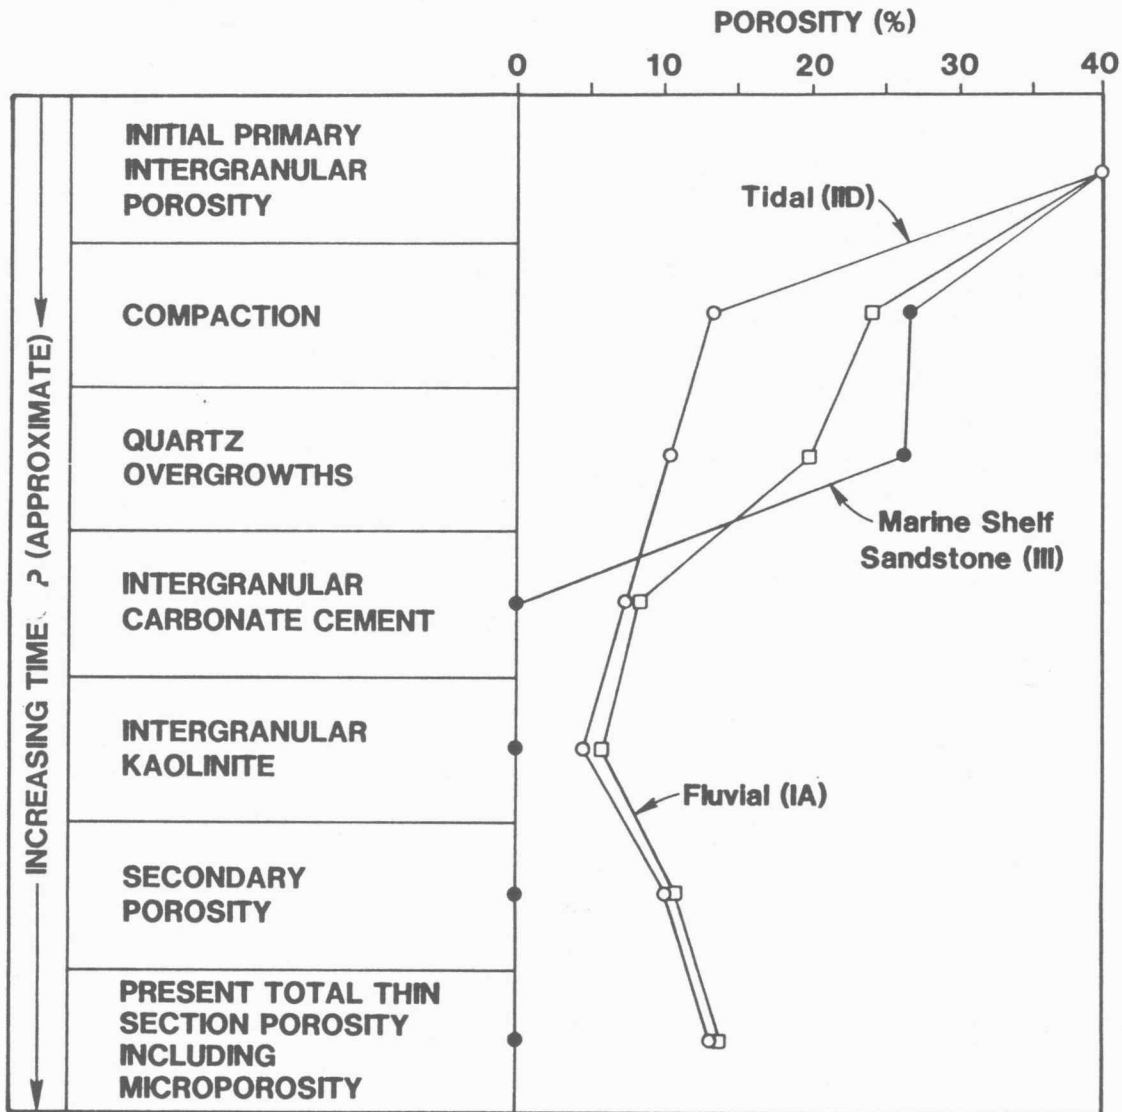 POROSITY (%)
0 10 20 30 40
INITIAL PRIMARY
INTERGRANULAR
POROSITY
Tidal (IID)
COMPACTION
QUARTZ
OVERGROWTHS
Marine Shelf
Sandstone (III)
INTERGRANULAR
CARBONATE CEMENT
INTERGRANULAR
KAOLINITE
Fluvial (IA)
SECONDARY
POROSITY
PRESENT TOTAL THIN
SECTION POROSITY
INCLUDING
MICROPOROSITY
INCREASING TIME ? (APPROXIMATE)